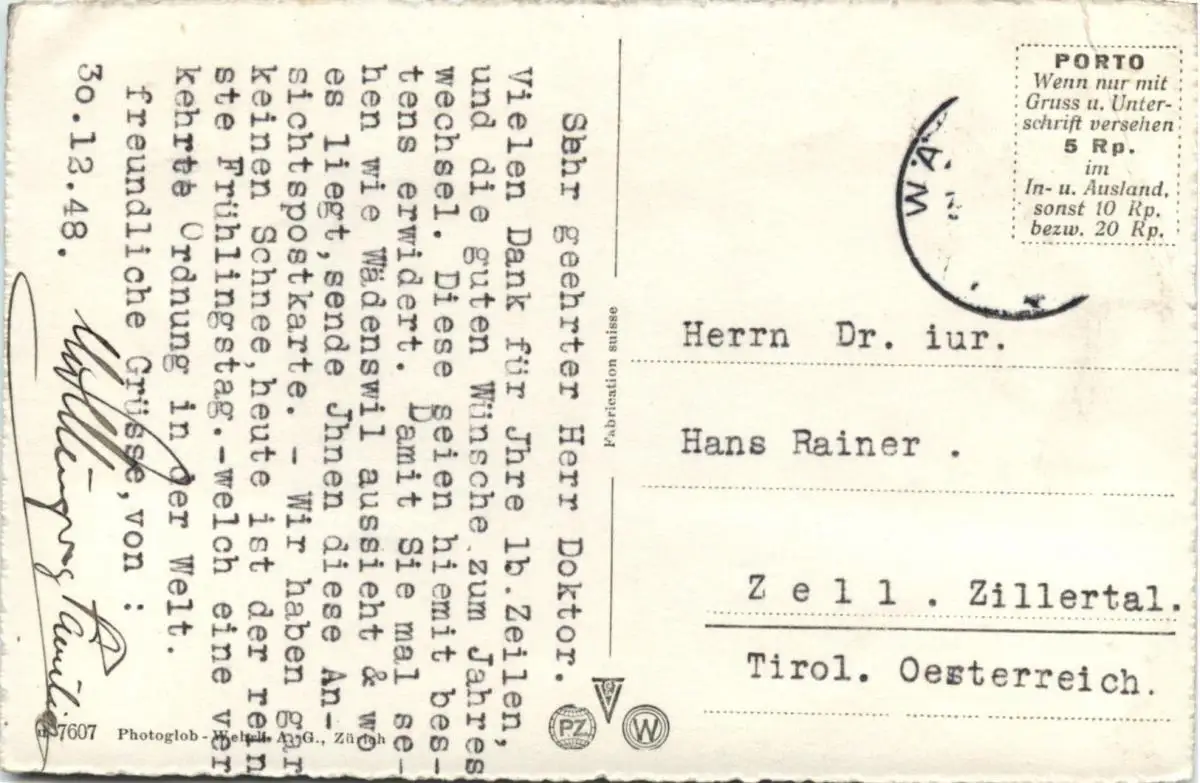 Sehr geehrter Herr Doktor.
Vielen Dank für Jhre lb.Zeilen,
und die guten Wünsche zum Jahres
wechsel. Diese seien hiemit bes-
tens erwidert. Damit Sie mal se-
hen wie Wädenswil aussieht & wo
es liegt,sende Jhnen diese An-
sichtspostkarte. - Wir haben gar
keinen Schnee,heute ist der rein
ste Frühlingstag.-Welch eine ver
kehrte Ordnung in der Welt.
freundliche Grüsse,von :
30.12.48.
Familie
7607 Photoglob-Wehrli A.-G., Zürich
Fabrication suisse
PZ
W
PORTO
Wenn nur mit
Gruss u. Unter-
schrift versehen
5 Rp.
im
In- u. Ausland,
sonst 10 Rp.
bezw. 20 Rp.
WÄ
Herrn Dr. iur.
Hans Rainer .
Zell . Zillertal.
Tirol. Oesterreich.